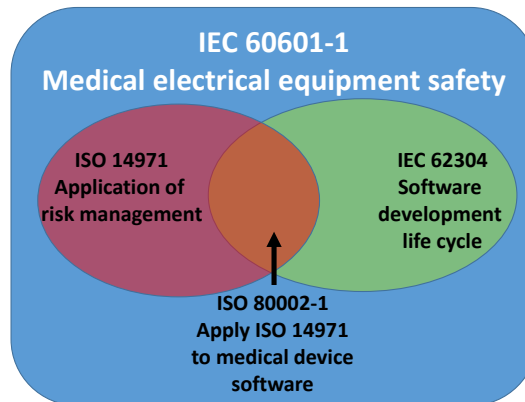 IEC 60601-1
Medical electrical equipment safety
ISO 14971
Application of
risk management
IEC 62304
Software
development
life cycle
ISO 80002-1
Apply ISO 14971
to medical device
software